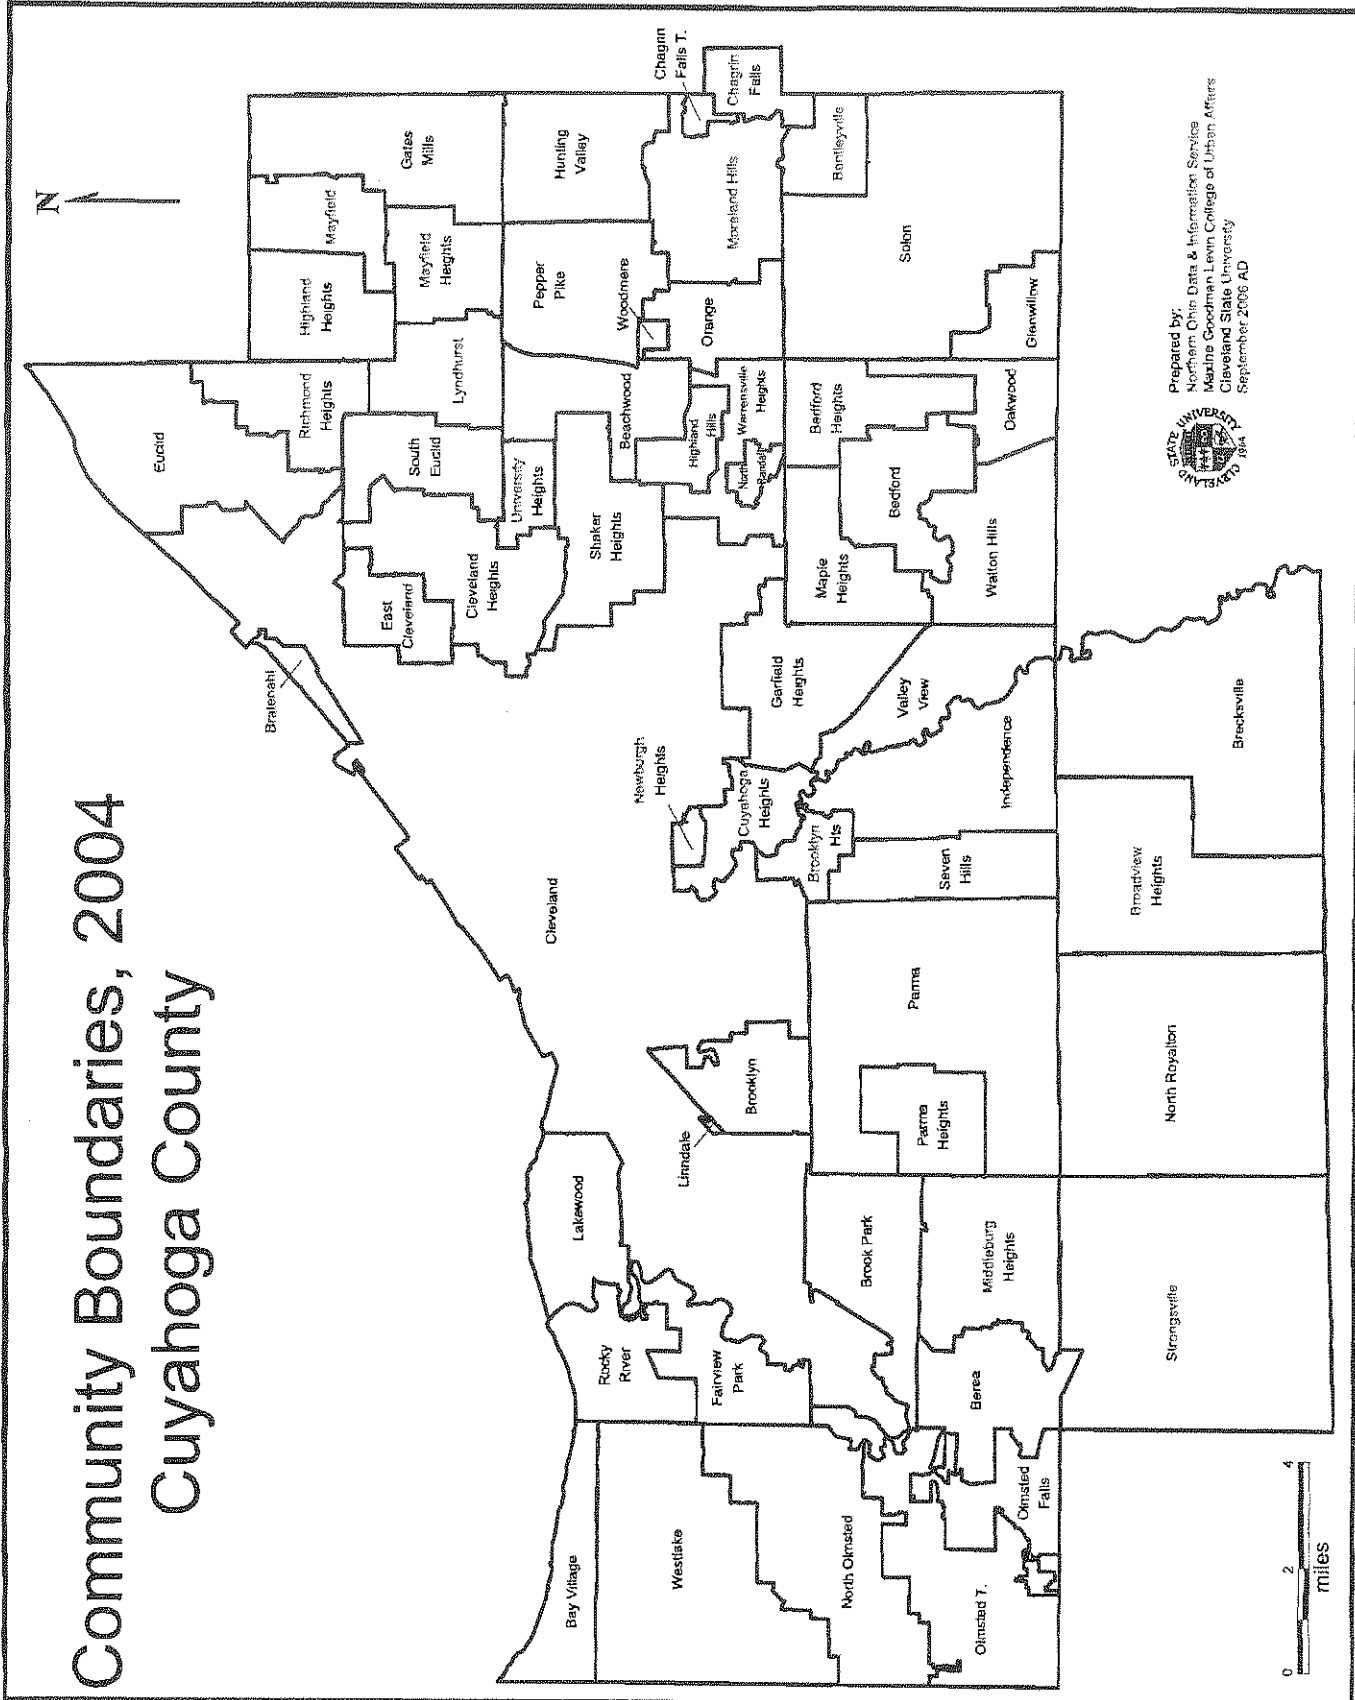 Community Boundaries, 2004
Cuyahoga County
N
Euclid
Bratenahl
Richmond
Heights
Highland
Heights
Mayfield
Gates
Mills
Mayfield
Heights
Lyndhurst
South
Euclid
East
Cleveland
Cleveland
Heights
University
Heights
Shaker
Heights
Beachwood
Pepper
Pike
Hunting
Valley
Woodmere
Orange
Moreland Hills
Chagrin
Falls T.
Chagrin
Falls
Bentleyville
Solon
Glenwillow
Highland
Hills
Warrensville
Heights
North
Randall
Bedford
Heights
Bedford
Oakwood
Maple
Heights
Walton Hills
Garfield
Heights
Valley
View
Newburgh
Heights
Cuyahoga
Heights
Brooklyn
Hts
Independence
Seven
Hills
Cleveland
Brooklyn
Linndale
Parma
Parma
Heights
Lakewood
Rocky
River
Fairview
Park
Bay Village
Westlake
North Olmsted
Olmsted T.
Olmsted
Falls
Berea
Brook Park
Middleburg
Heights
Strongsville
North Royalton
Broadview
Heights
Brecksville
0 2 4
miles
CLEVELAND STATE UNIVERSITY
1964
Prepared by:
Northern Ohio Data & Information Service
Maxine Goodman Levin College of Urban Affairs
Cleveland State University
September 2006 AD